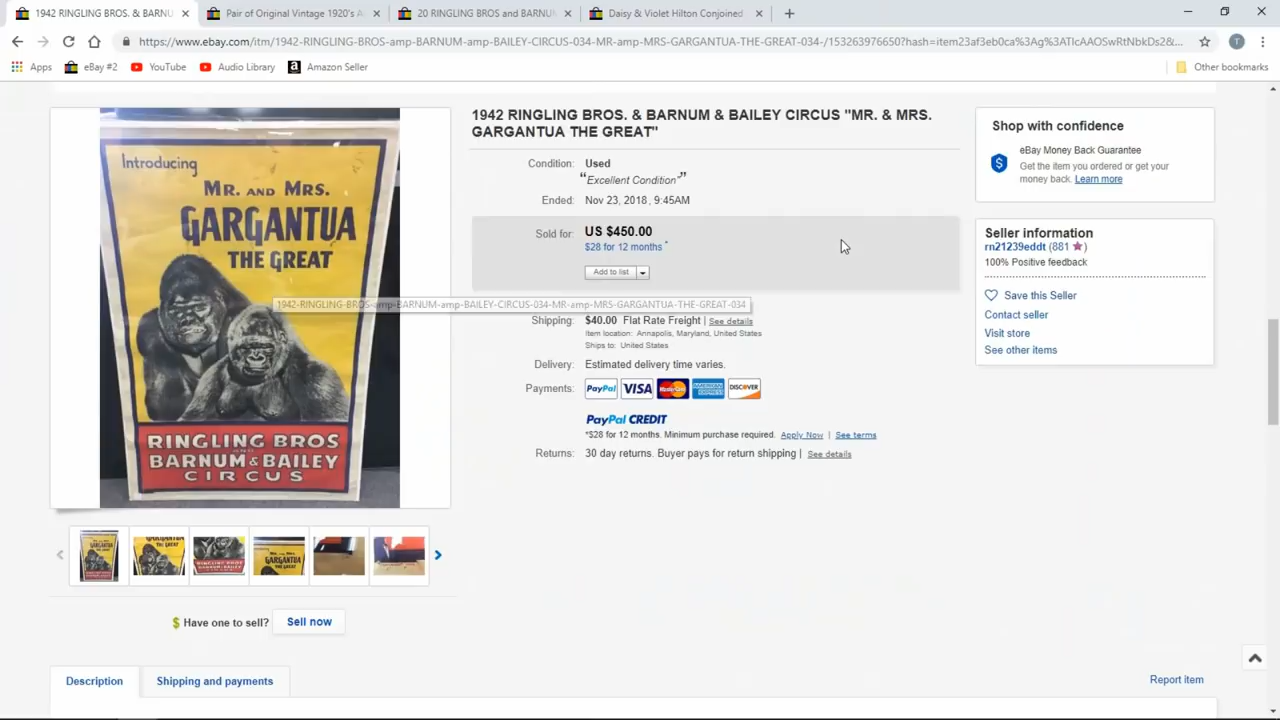 1942 RINGLING BROS. & BARNU
Pair of Original Vintage 1920's A
20 RINGLING BROS and BARNUM
Daisy & Violet Hilton Conjoined
https://www.ebay.com/itm/1942-RINGLING-BROS-amp-BARNUM-amp-BAILEY-CIRCUS-034-MR-amp-MRS-GARGANTUA-THE-GREAT-034-/153263976650?hash=item23af3eb0ca%3Ag%3ATIcAAOSwRtNbkDs2&...
T
Apps
eBay #2
YouTube
Audio Library
Amazon Seller
Other bookmarks
Introducing
MR. AND MRS.
GARGANTUA
THE GREAT
RINGLING BROS
AND
BARNUM & BAILEY
CIRCUS
1942 RINGLING BROS. & BARNUM & BAILEY CIRCUS "MR. & MRS.
GARGANTUA THE GREAT"
Condition: Used
"Excellent Condition"
Ended: Nov 23, 2018 , 9:45AM
Sold for: US $450.00
$28 for 12 months *
Add to list
1942-RINGLING-BROS-amp-BARNUM-amp-BAILEY-CIRCUS-034-MR-amp-MRS-GARGANTUA-THE-GREAT-034
Shipping: $40.00 Flat Rate Freight | See details
Item location: Annapolis, Maryland, United States
Ships to: United States
Delivery: Estimated delivery time varies.
Payments: PayPal VISA MasterCard AMERICAN EXPRESS DISCOVER
PayPal CREDIT
*$28 for 12 months. Minimum purchase required. Apply Now | See terms
Returns: 30 day returns. Buyer pays for return shipping | See details
Shop with confidence
eBay Money Back Guarantee
Get the item you ordered or get your
money back. Learn more
Seller information
rn21239eddt (881 ★)
100% Positive feedback
Save this Seller
Contact seller
Visit store
See other items
$ Have one to sell? Sell now
Description
Shipping and payments
Report item